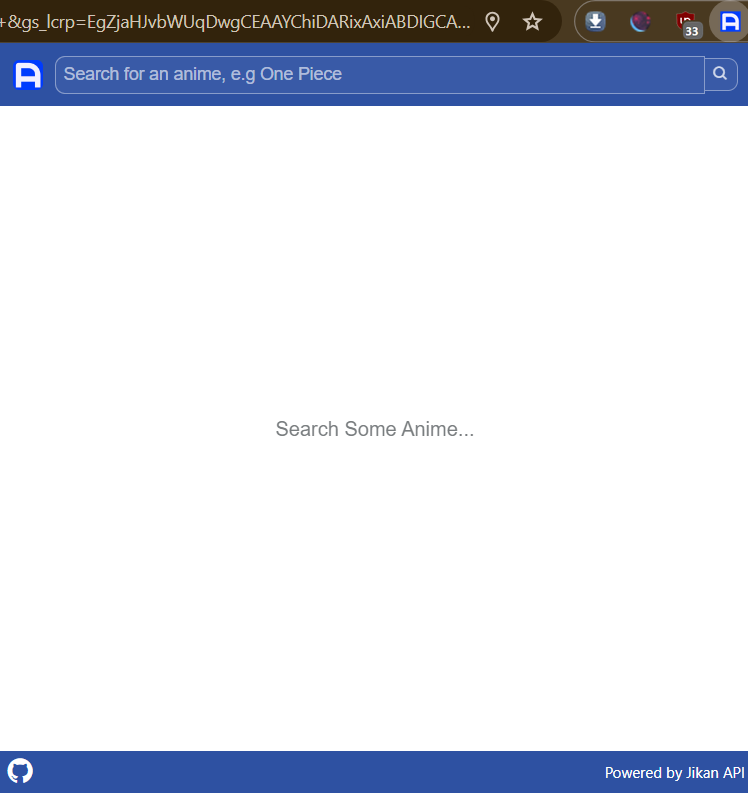 +&gs_lcrp=EgZjaHJvbWUqDwgCEAAYChiDARixAxiABDIGCA...
33
A
A
Search for an anime, e.g One Piece
Search Some Anime...
Powered by Jikan API